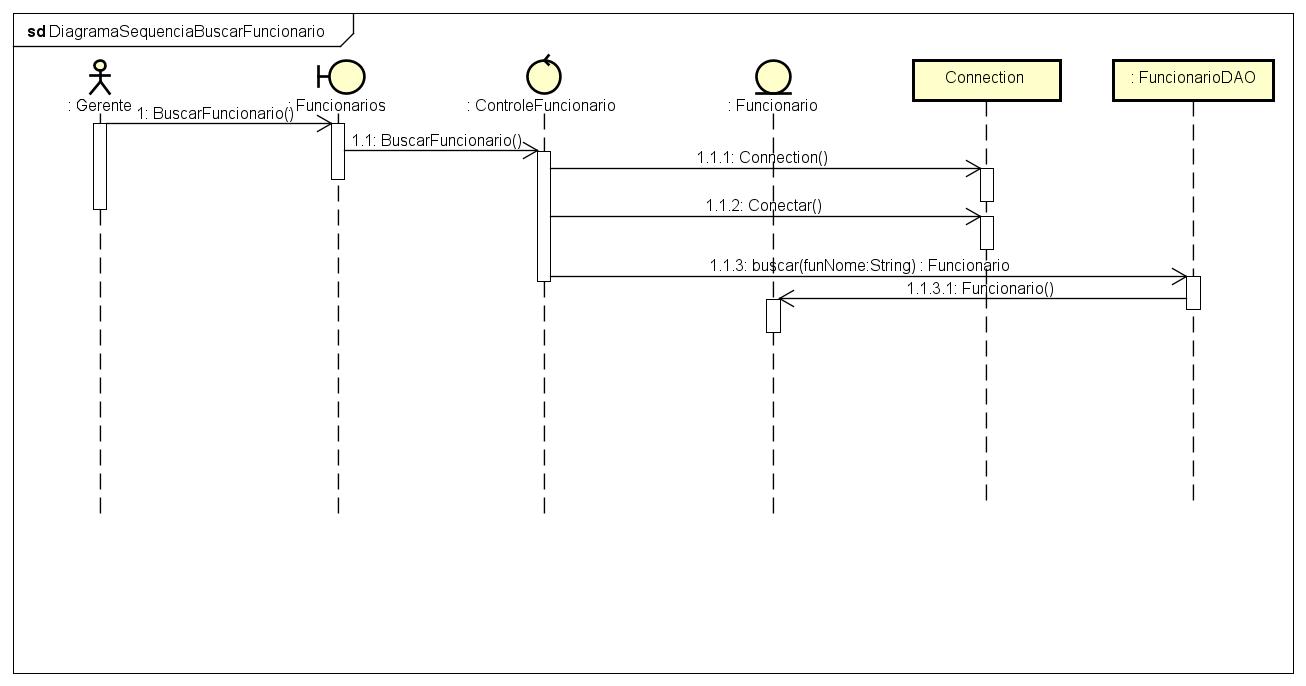 sd DiagramaSequenciaBuscarFuncionario
: Gerente
: Funcionarios
: ControleFuncionario
: Funcionario
Connection
: FuncionarioDAO
1: BuscarFuncionario()
1.1: BuscarFuncionario()
1.1.1: Connection()
1.1.2: Conectar()
1.1.3: buscar(funNome:String) : Funcionario
1.1.3.1: Funcionario()